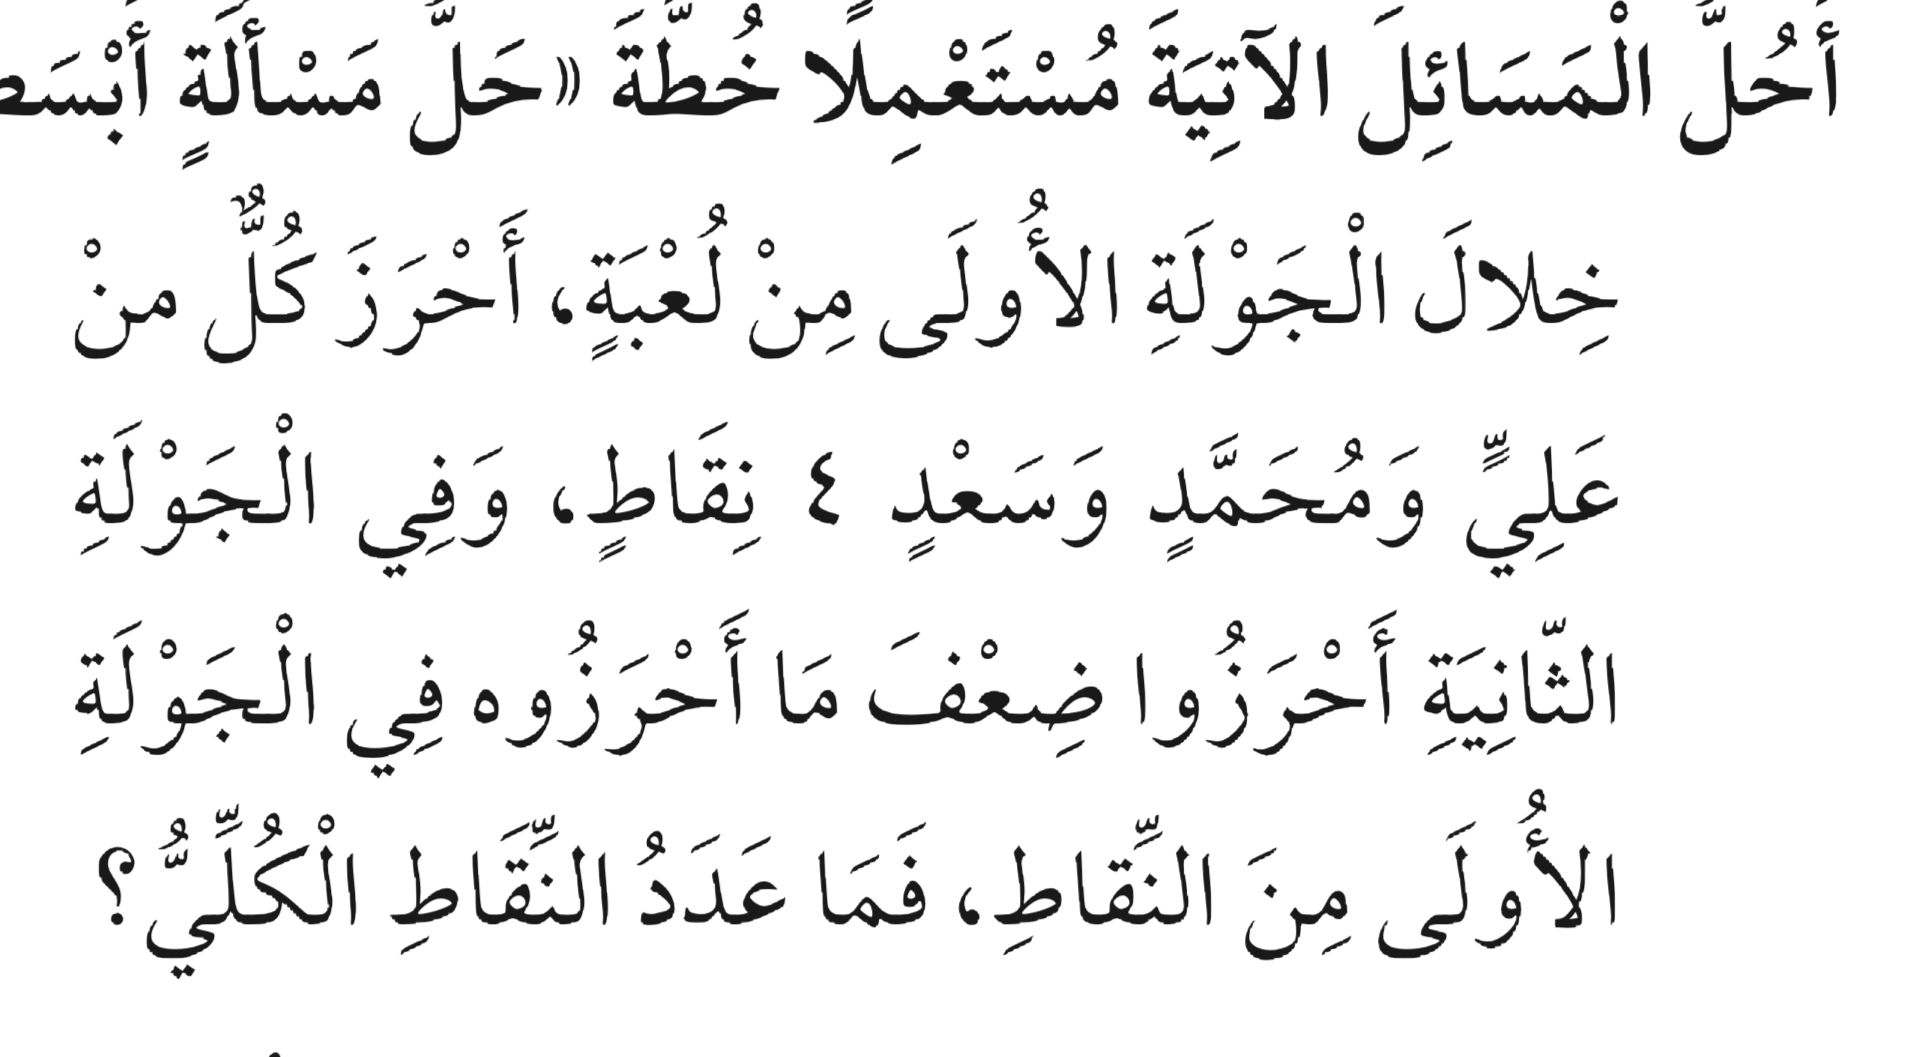 أَحُلُّ الْمَسَائِلَ الآتِيَةَ مُسْتَعْمِلًا خُطَّةَ «حَلُّ مَسْأَلَةٍ
خِلالَ الْجَوْلَةِ الأُولَى مِنْ لُعْبَةٍ، أَحْرَزَ كُلٌّ منْ
عَلِيٍّ وَمُحَمَّدٍ وَسَعْدٍ ٤ نِقَاطٍ، وَفِي الْجَوْلَةِ
الثّانِيَةِ أَحْرَزُوا ضِعْفَ مَا أَحْرَزُوه فِي الْجَوْلَةِ
الأُولَى مِنَ النِّقاطِ، فَمَا عَدَدُ النِّقَاطِ الْكُلِّيُّ؟